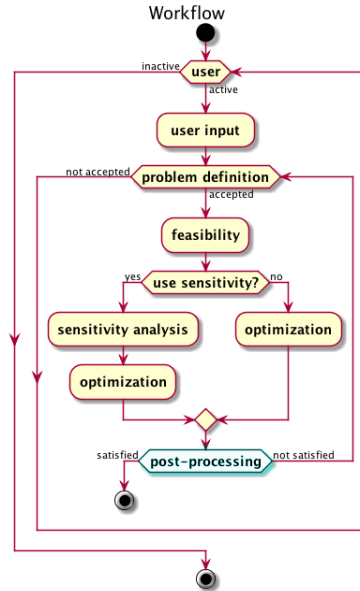 Workflow
inactive
user
active
user input
not accepted
problem definition
accepted
feasibility
yes
use sensitivity?
no
sensitivity analysis
optimization
optimization
satisfied
post-processing
not satisfied